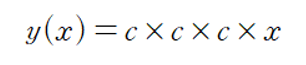 y(x) = c × c × c × x